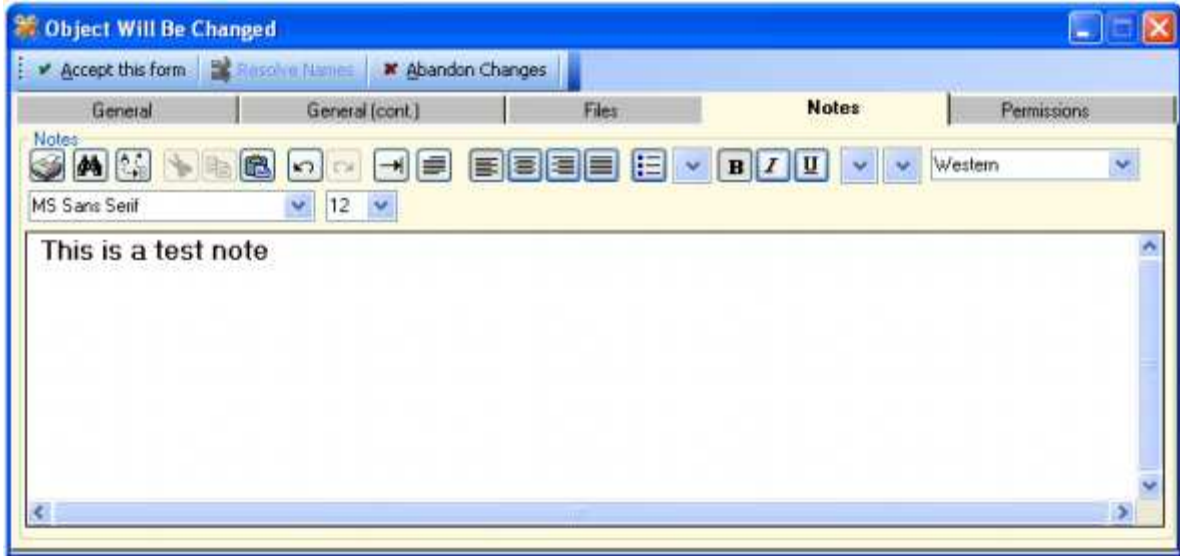 Object Will Be Changed
Accept this form Resolve Names Abandon Changes
General General (cont.) Files Notes Permissions
Notes
B I U Western
MS Sans Serif 12
This is a test note